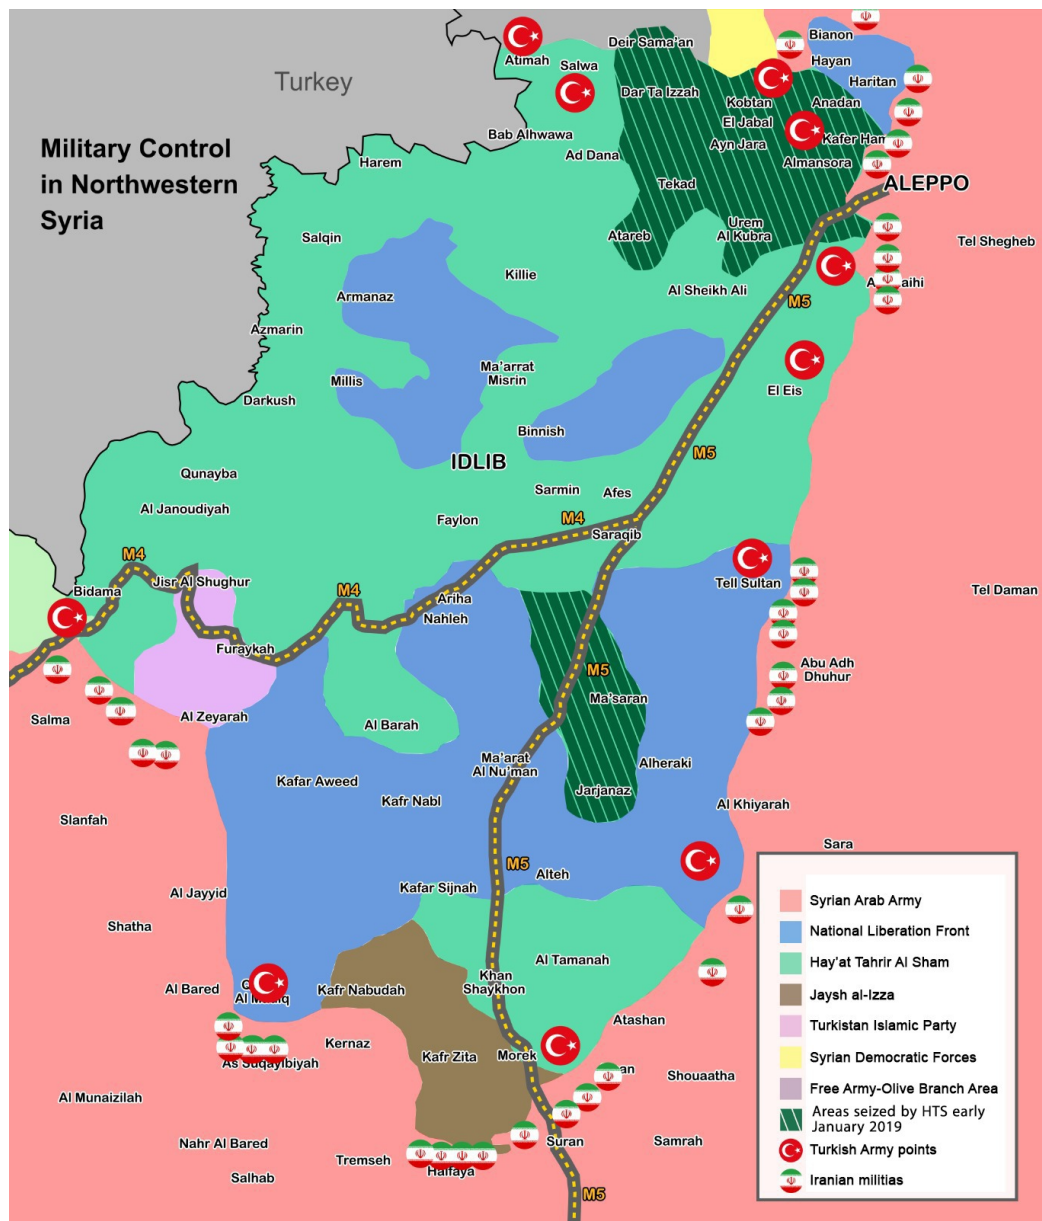 Bianon
Deir Sama'an
Atimah
Hayan
Salwa
Turkey
Haritan
Dar Ta Izzah
Kobtan
Anadan
El Jabal
Bab Alhwawa
Military Control
in Northwestern
Syria
Kafer Ham
Ayn Jara
Ad Dana
Harem
Almansora
Tekad
ALEPPO
Urem
Al Kubra
Salqin
Atareb
Tel Shegheb
Killie
Al Sheikh Ali
Armanaz
M5
Azmarin
Ma'arrat
Misrin
Millis
El Eis
Darkush
Binnish
M5
IDLIB
Qunayba
Sarmin
Afes
Al Janoudiyah
Faylon
M4
Saraqib
M4
Jisr Al Shughur
Tell Sultan
Bidama
M4
Tel Daman
Ariha
Nahleh
Furaykah
Abu Adh
Dhuhur
M5
Ma'saran
Salma
Al Zeyarah
Al Barah
Ma'arat
Al Nu'man
Alheraki
Kafar Aweed
Jarjanaz
Kafr Nabl
Al Khiyarah
Slanfah
Sara
M5
Alteh
Al Jayyid
Kafar Sijnah
Shatha
Al Tamanah
Khan
Shaykhon
Al Bared
Kafr Nabudah
Atashan
Kernaz
Kafr Zita
Morek
As Suqaylbiyah
Shouaatha
Al Munaizilah
Nahr Al Bared
Suran
Samrah
Tremseh
Halfaya
Salhab
M5
Syrian Arab Army
National Liberation Front
Hay'at Tahrir Al Sham
Jaysh al-Izza
Turkistan Islamic Party
Syrian Democratic Forces
Free Army-Olive Branch Area
Areas seized by HTS early
January 2019
Turkish Army points
Iranian militias